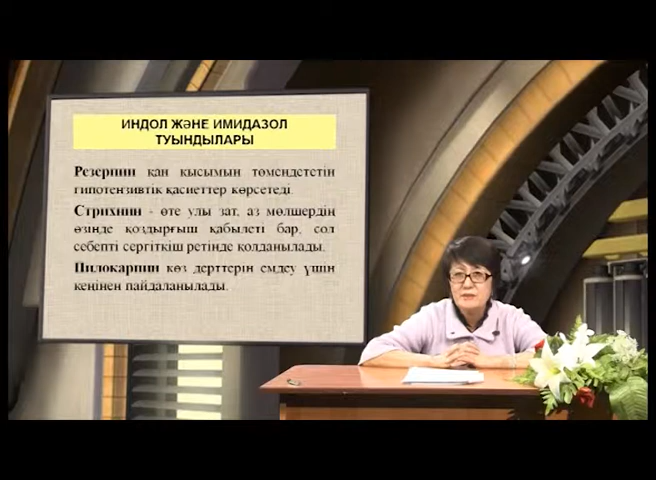 ИНДОЛ ЖӘНЕ ИМИДАЗОЛ
ТУЫНДЫЛАРЫ
Резерпин қан қысымын төмендететін
гипотензивтік қасиеттер көрсетеді.
Стрихнин - өте улы зат, аз мөлшердің
өзінде қоздырғыш қабылеті бар, сол
себепті сергіткіш ретінде қолданылады.
Пилокарпин көз дерттерін емдеу үшін
кеңінен пайдаланылады.